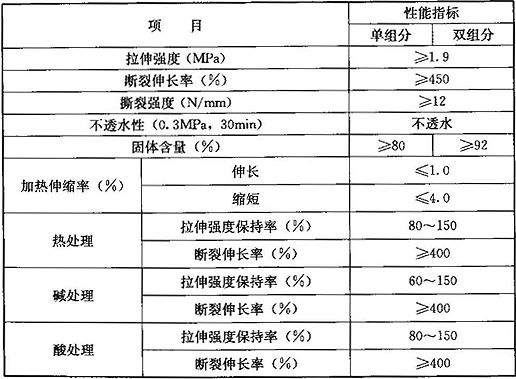 项 目 性能指标
单组分 双组分
拉伸强度(MPa) ≥1.9
断裂伸长率(%) ≥450
撕裂强度(N/mm) ≥12
不透水性(0.3MPa, 30min) 不透水
固体含量(%) ≥80 ≥92
加热伸缩率(%) 伸长 ≤1.0
缩短 ≤4.0
热处理 拉伸强度保持率(%) 80~150
断裂伸长率(%) ≥400
碱处理 拉伸强度保持率(%) 60~150
断裂伸长率(%) ≥400
酸处理 拉伸强度保持率(%) 80~150
断裂伸长率(%) ≥400